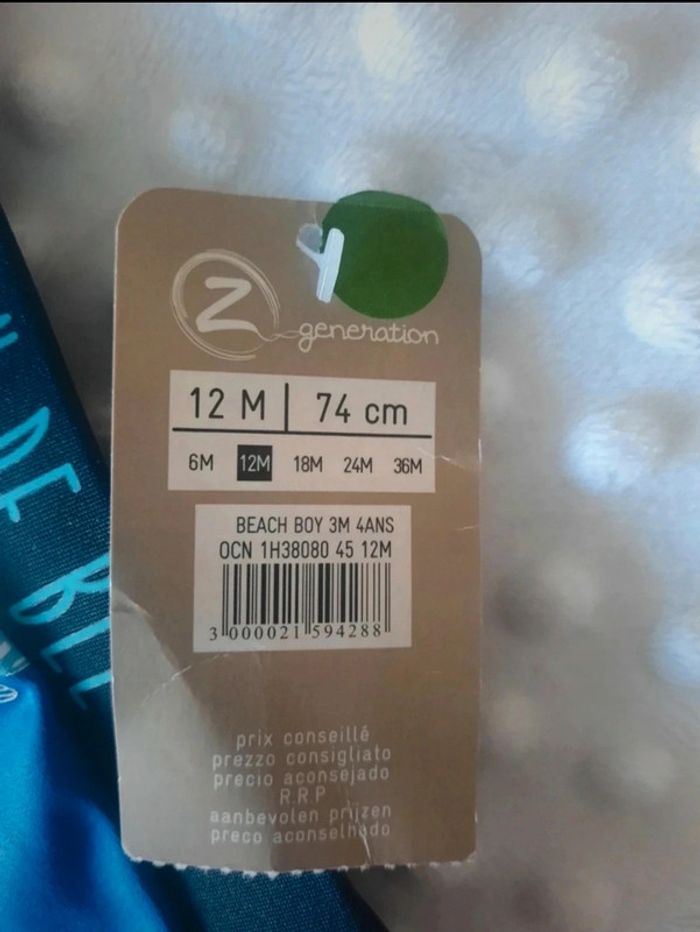 Z
generation
12 M | 74 cm
6M 12M 18M 24M 36M
BEACH BOY 3M 4ANS
OCN 1H38080 45 12M
3 000021 594288
prix conseillé
prezzo consigliato
precio aconsejado
R.R.P
aanbevolen prijzen
preco aconselhado
DE